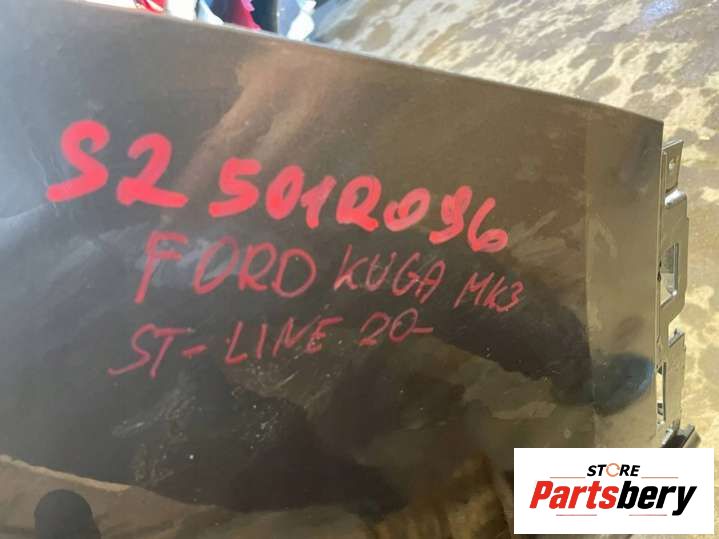 S2 501R096
FORD KUGA MK3
ST-LINE 20-
STORE
Partsbery